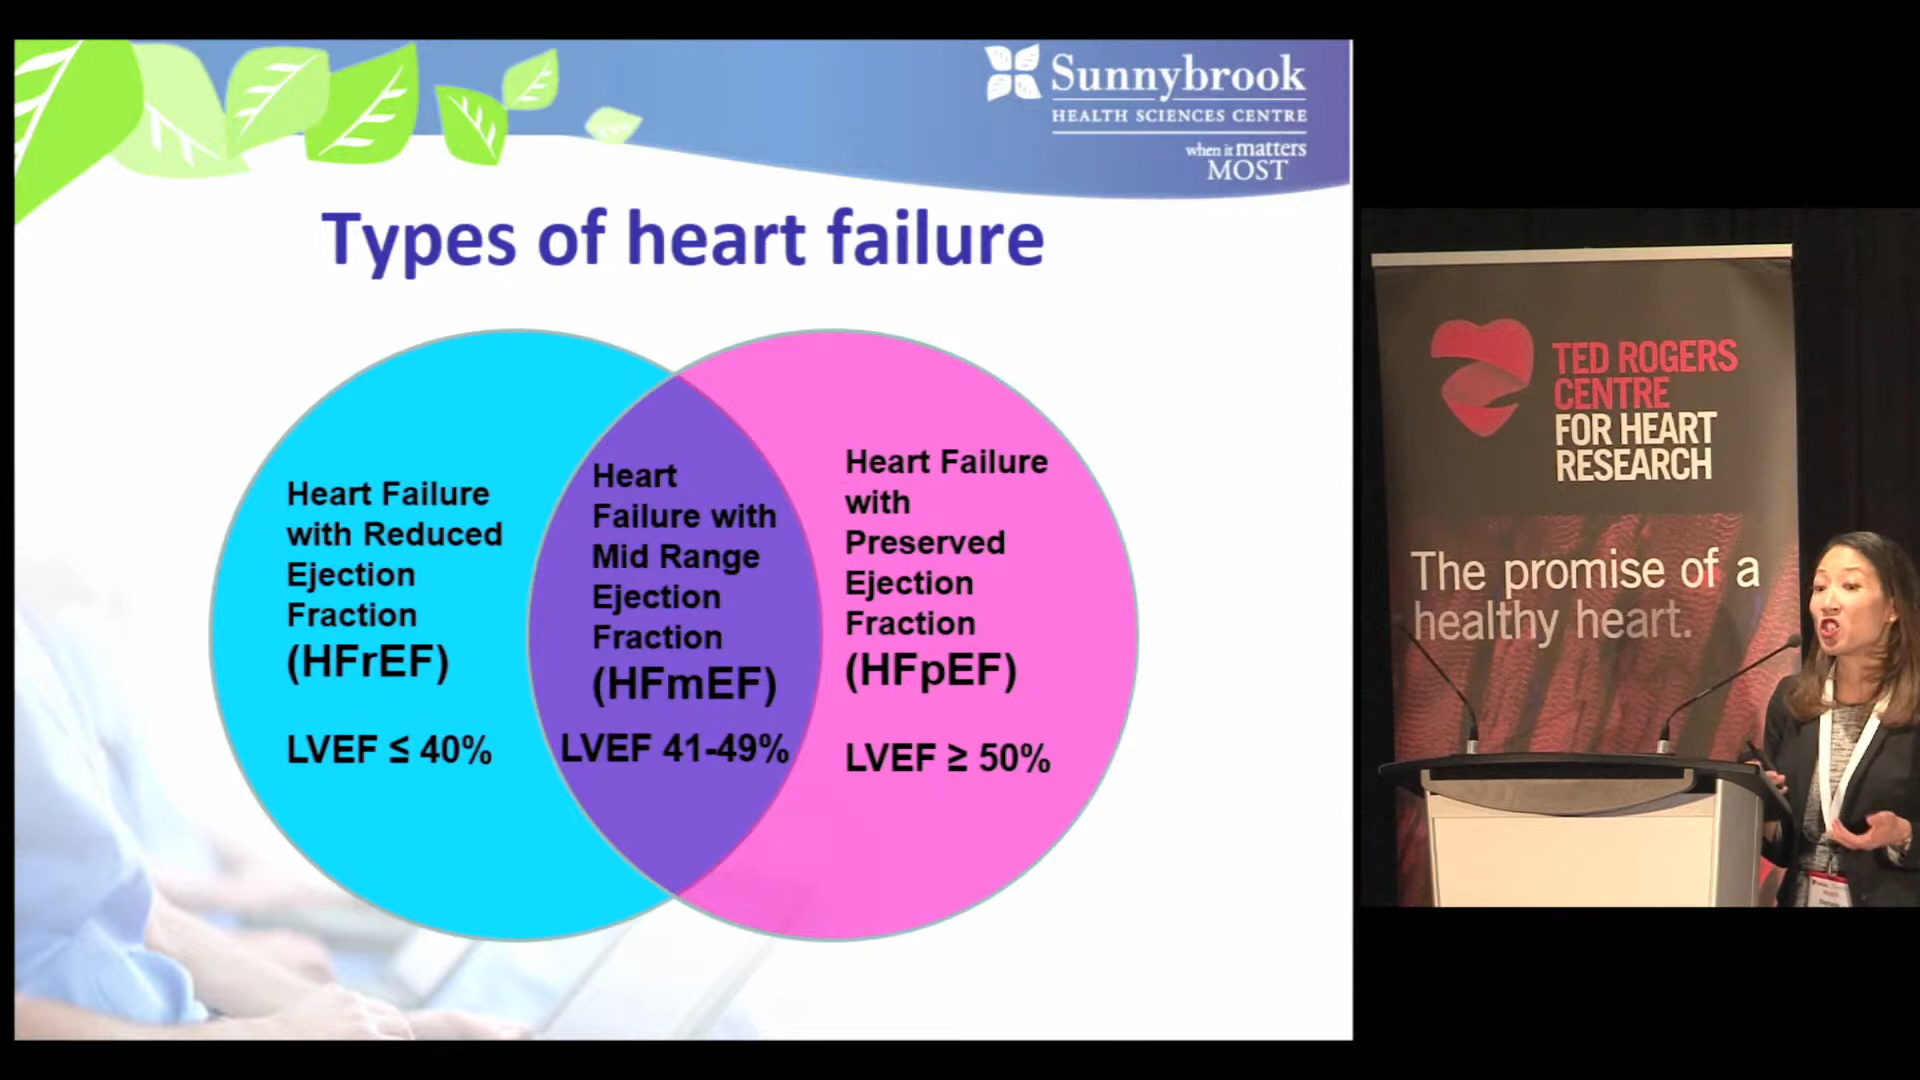 Sunnybrook
HEALTH SCIENCES CENTRE
when it matters
MOST
Types of heart failure
Heart Failure
with Reduced
Ejection
Fraction
(HFrEF)
LVEF ≤ 40%
Heart
Failure with
Mid Range
Ejection
Fraction
(HFmEF)
LVEF 41-49%
Heart Failure
with
Preserved
Ejection
Fraction
(HFpEF)
LVEF ≥ 50%
TED ROGERS
CENTRE
FOR HEART
RESEARCH
The promise of a
healthy heart.